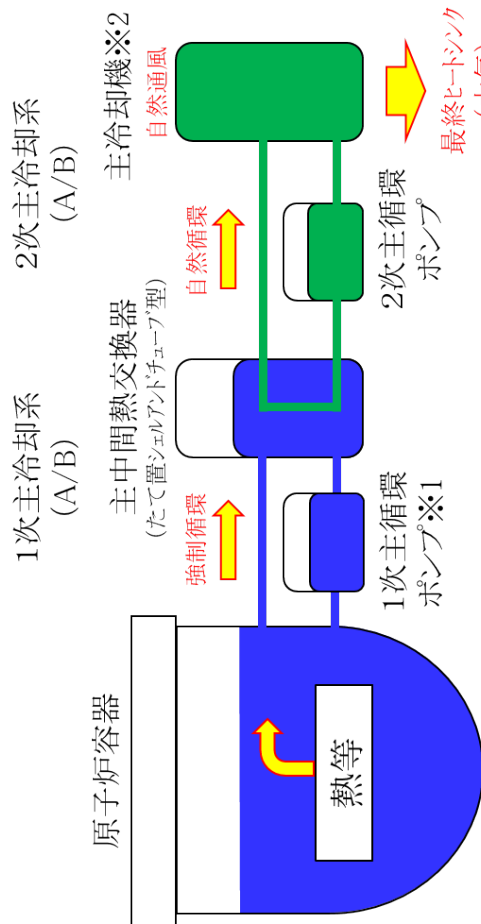 原子炉容器
熱等
1次主冷却系
(A/B)
主中間熱交換器
(たて置シェルアンドチューブ型)
強制循環
1次主循環
ポンプ※1
2次主冷却系
(A/B)
主冷却機※2
自然通風
自然循環
2次主循環
ポンプ
最終ヒートシンク